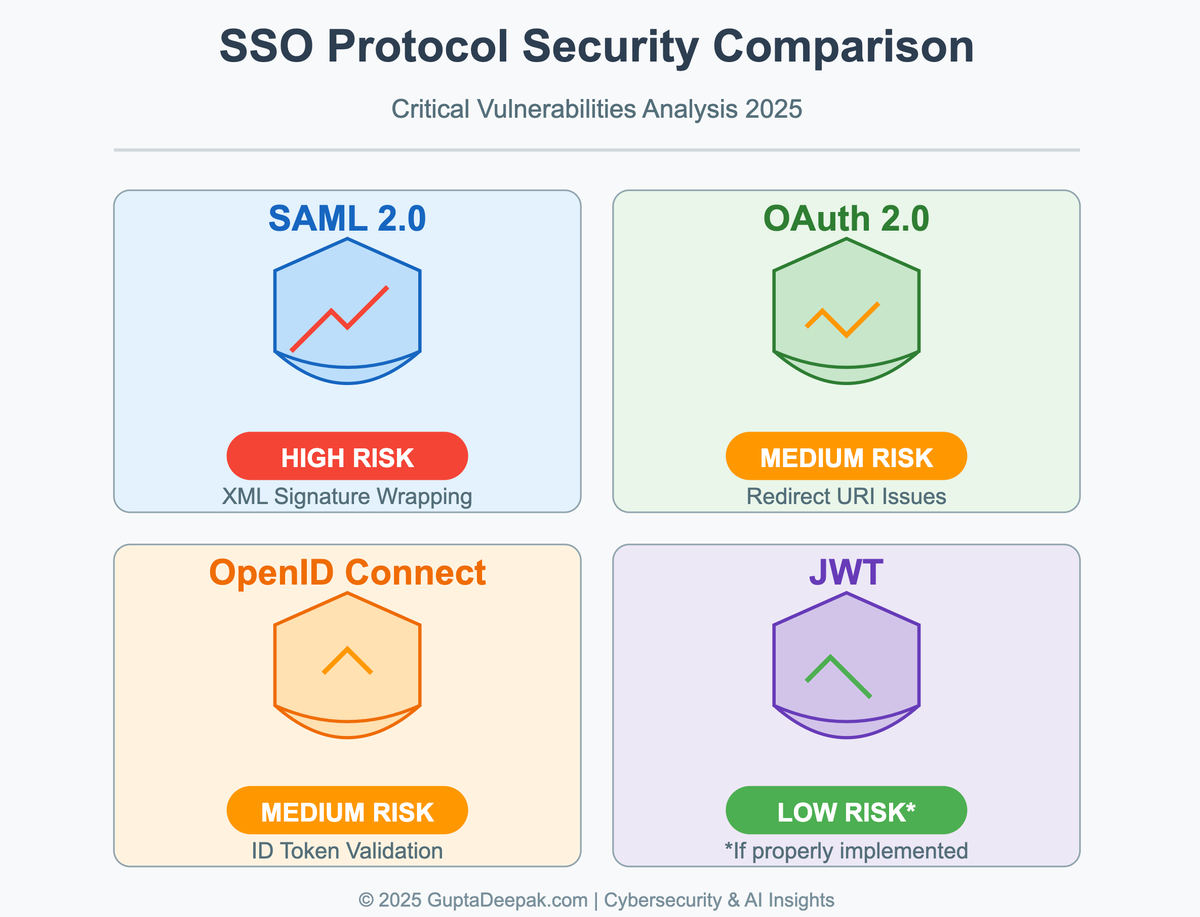 SSO Protocol Security Comparison
Critical Vulnerabilities Analysis 2025
SAML 2.0
HIGH RISK
XML Signature Wrapping
OAuth 2.0
MEDIUM RISK
Redirect URI Issues
OpenID Connect
MEDIUM RISK
ID Token Validation
JWT
LOW RISK*
*If properly implemented
© 2025 GuptaDeepak.com | Cybersecurity & AI Insights